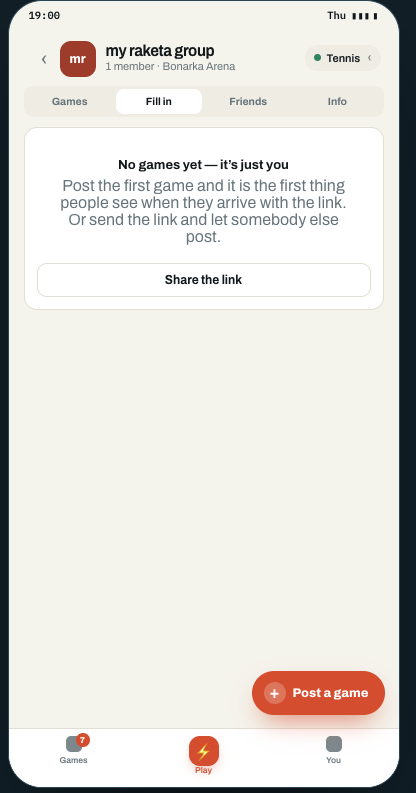 19:00
Thu
‹
mr
my raketa group
1 member · Bonarka Arena
Tennis ‹
Games
Fill in
Friends
Info
No games yet — it’s just you
Post the first game and it is the first thing
people see when they arrive with the link.
Or send the link and let somebody else
post.
Share the link
+ Post a game
7
Games
Play
You